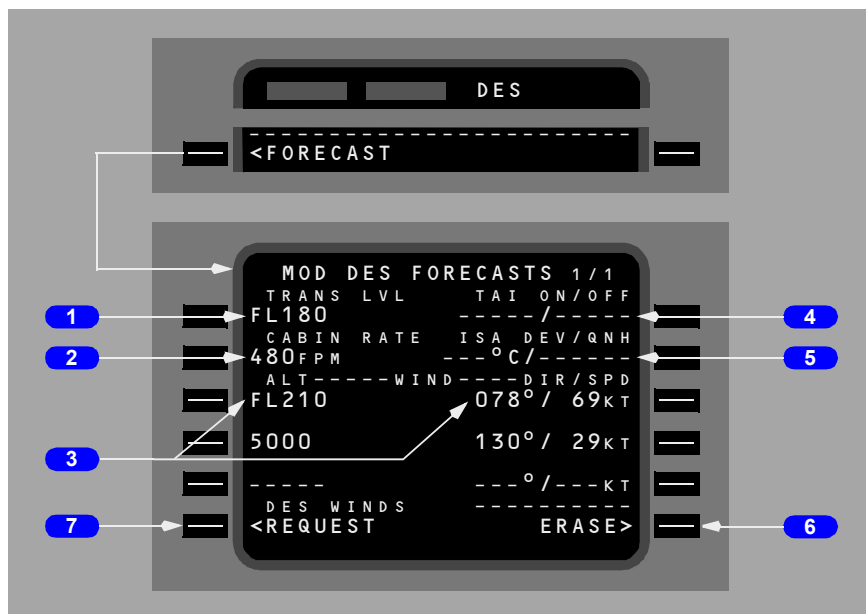 DES
- - - - - - - - - - - - - - - - - - - - - - - -
<FORECAST
MOD DES FORECASTS 1/1
TRANS LVL TAI ON/OFF
1 FL180 -----/----- 4
CABIN RATE ISA DEV/QNH
2 480FPM ---°C/------ 5
ALT-----WIND----DIR/SPD
FL210 078°/ 69KT
3 5000 130°/ 29KT
----- ---°/---KT
DES WINDS ----------
7 <REQUEST ERASE> 6